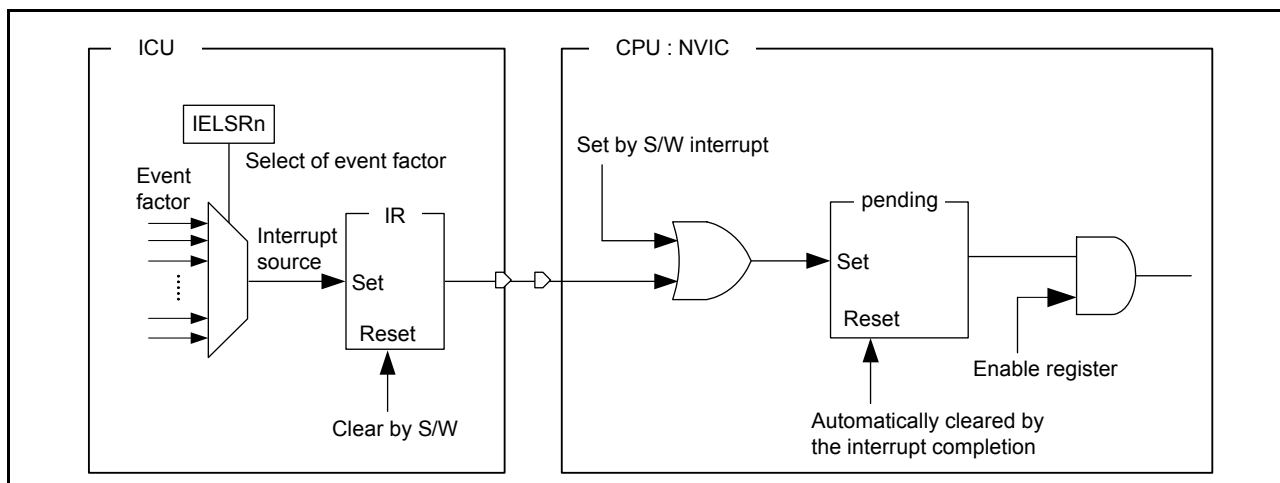 ICU
CPU : NVIC
IELSRn
Select of event factor
Event
factor
Interrupt
source
IR
Set
Reset
Clear by S/W
Set by S/W interrupt
pending
Set
Reset
Enable register
Automatically cleared by
the interrupt completion